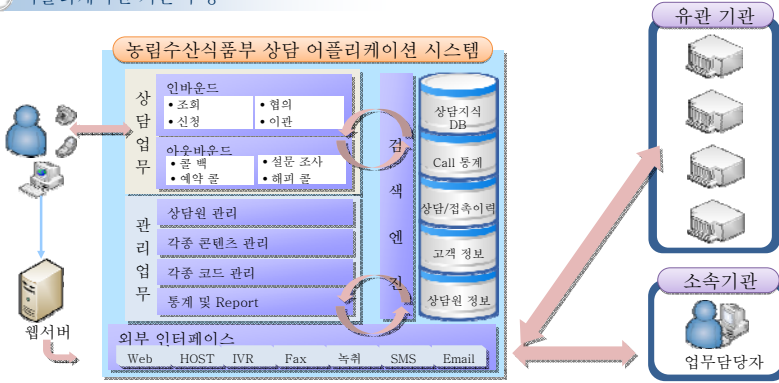 유관 기관
농림수산식품부 상담 어플리케이션 시스템
상담업무
인바운드
• 조회
• 협의
• 신청
• 이관
아웃바운드
• 콜 백
• 설문 조사
• 예약 콜
• 해피 콜
관리업무
상담원 관리
각종 콘텐츠 관리
각종 코드 관리
통계 및 Report
검색엔진
상담지식
DB
Call 통계
상담/접촉이력
고객 정보
상담원 정보
외부 인터페이스
Web HOST IVR Fax 녹취 SMS Email
웹서버
소속기관
업무담당자